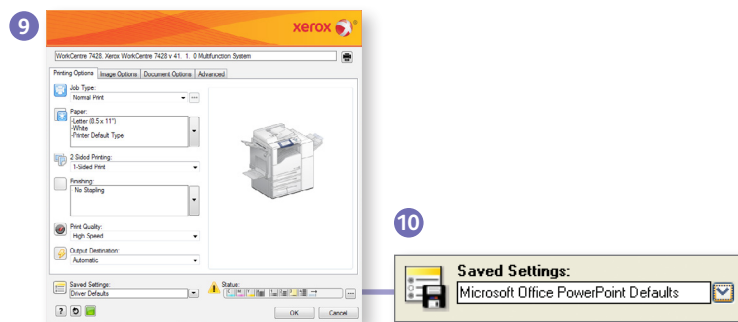 9
xerox
WorkCentre 7428, Xerox WorkCentre 7428 v 41. 1. 0 Multifunction System
Printing Options Image Options Document Options Advanced
Job Type:
Normal Print
Paper:
-Letter (8.5 x 11")
-White
-Printer Default Type
2 Sided Printing:
1-Sided Print
Finishing:
No Stapling
Print Quality:
High Speed
Output Destination:
Automatic
Saved Settings:
Driver Defaults
Status:
OK Cancel
10
Saved Settings:
Microsoft Office PowerPoint Defaults